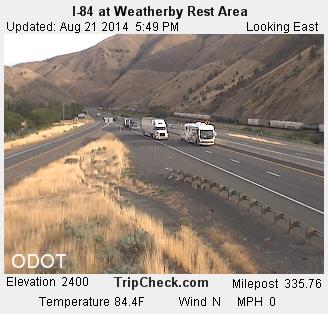 I-84 at Weatherby Rest Area
Updated: Aug 21 2014 5:49 PM Looking East
ODOT
Elevation 2400 TripCheck.com Milepost 335.76
Temperature 84.4F Wind N MPH 0